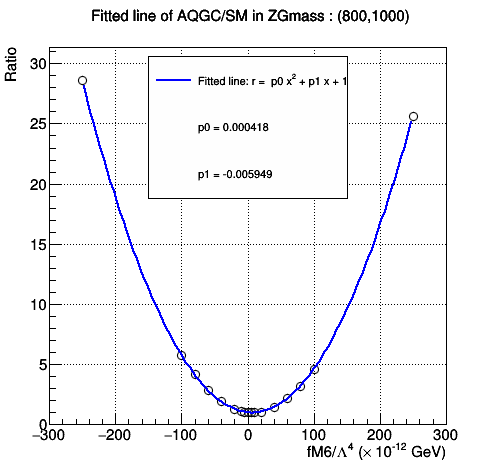 Fitted line of AQGC/SM in ZGmass : (800,1000)
Ratio
Fitted line: r = p0 x² + p1 x + 1
p0 = 0.000418
p1 = -0.005949
30
25
20
15
10
5
0
−300 −200 −100 0 100 200 300
fM6/Λ⁴ (× 10⁻¹² GeV)